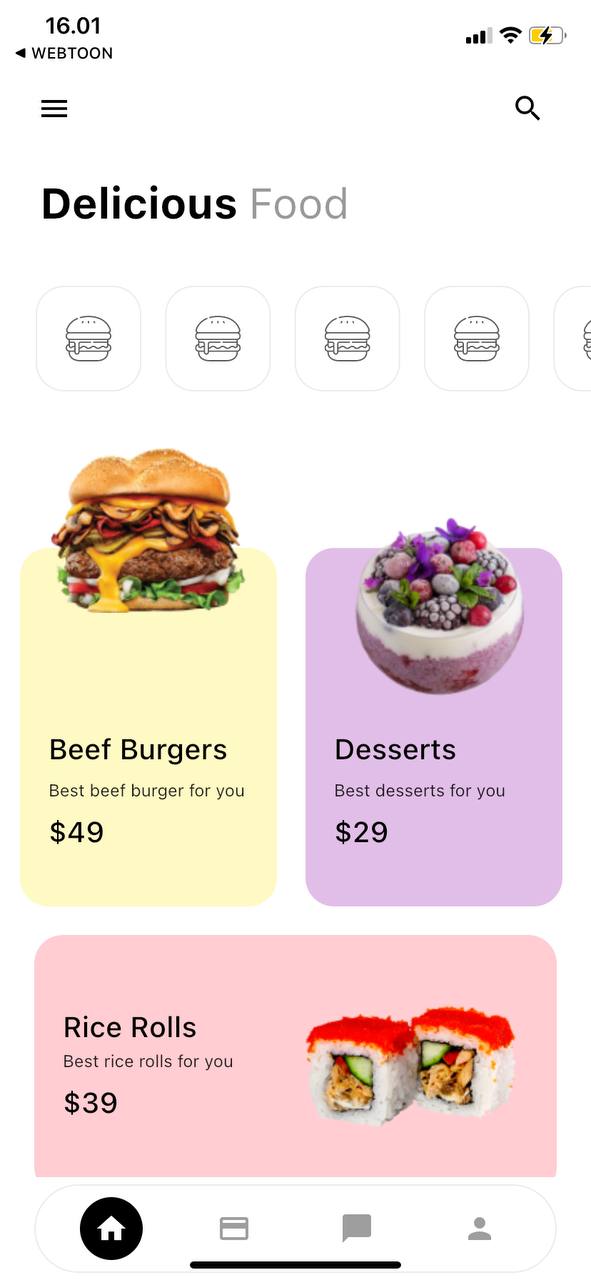 16.01
◀ WEBTOON
Delicious Food
Beef Burgers
Best beef burger for you
$49
Desserts
Best desserts for you
$29
Rice Rolls
Best rice rolls for you
$39